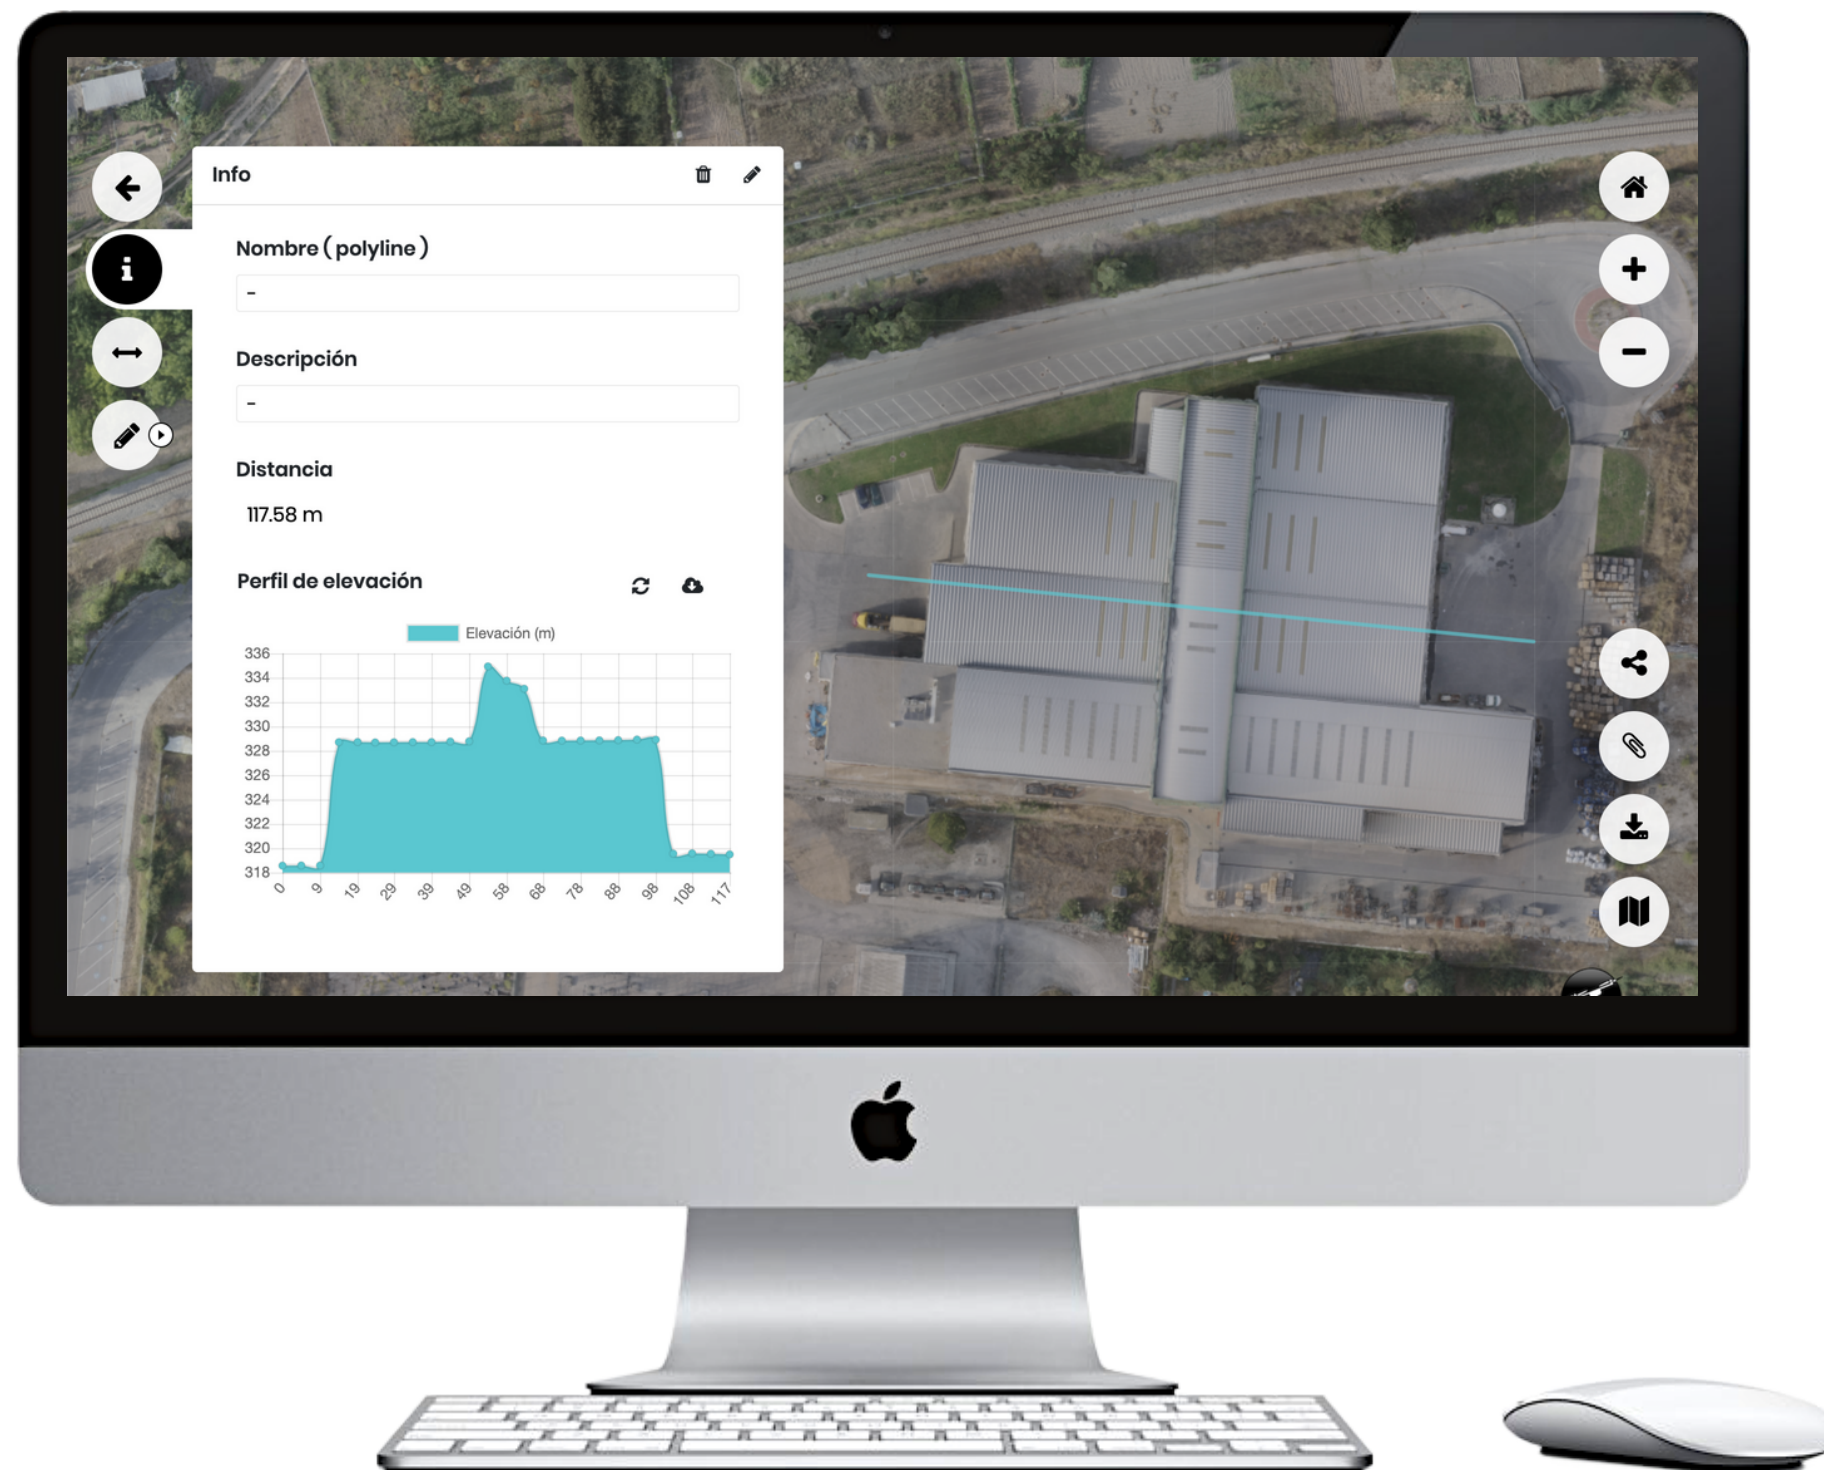 Info
Nombre ( polyline )
-
Descripción
-
Distancia
117.58 m
Perfil de elevación
Elevación (m)
336
334
332
330
328
326
324
322
320
318
0 9 19 29 39 49 58 68 78 88 98 108 117